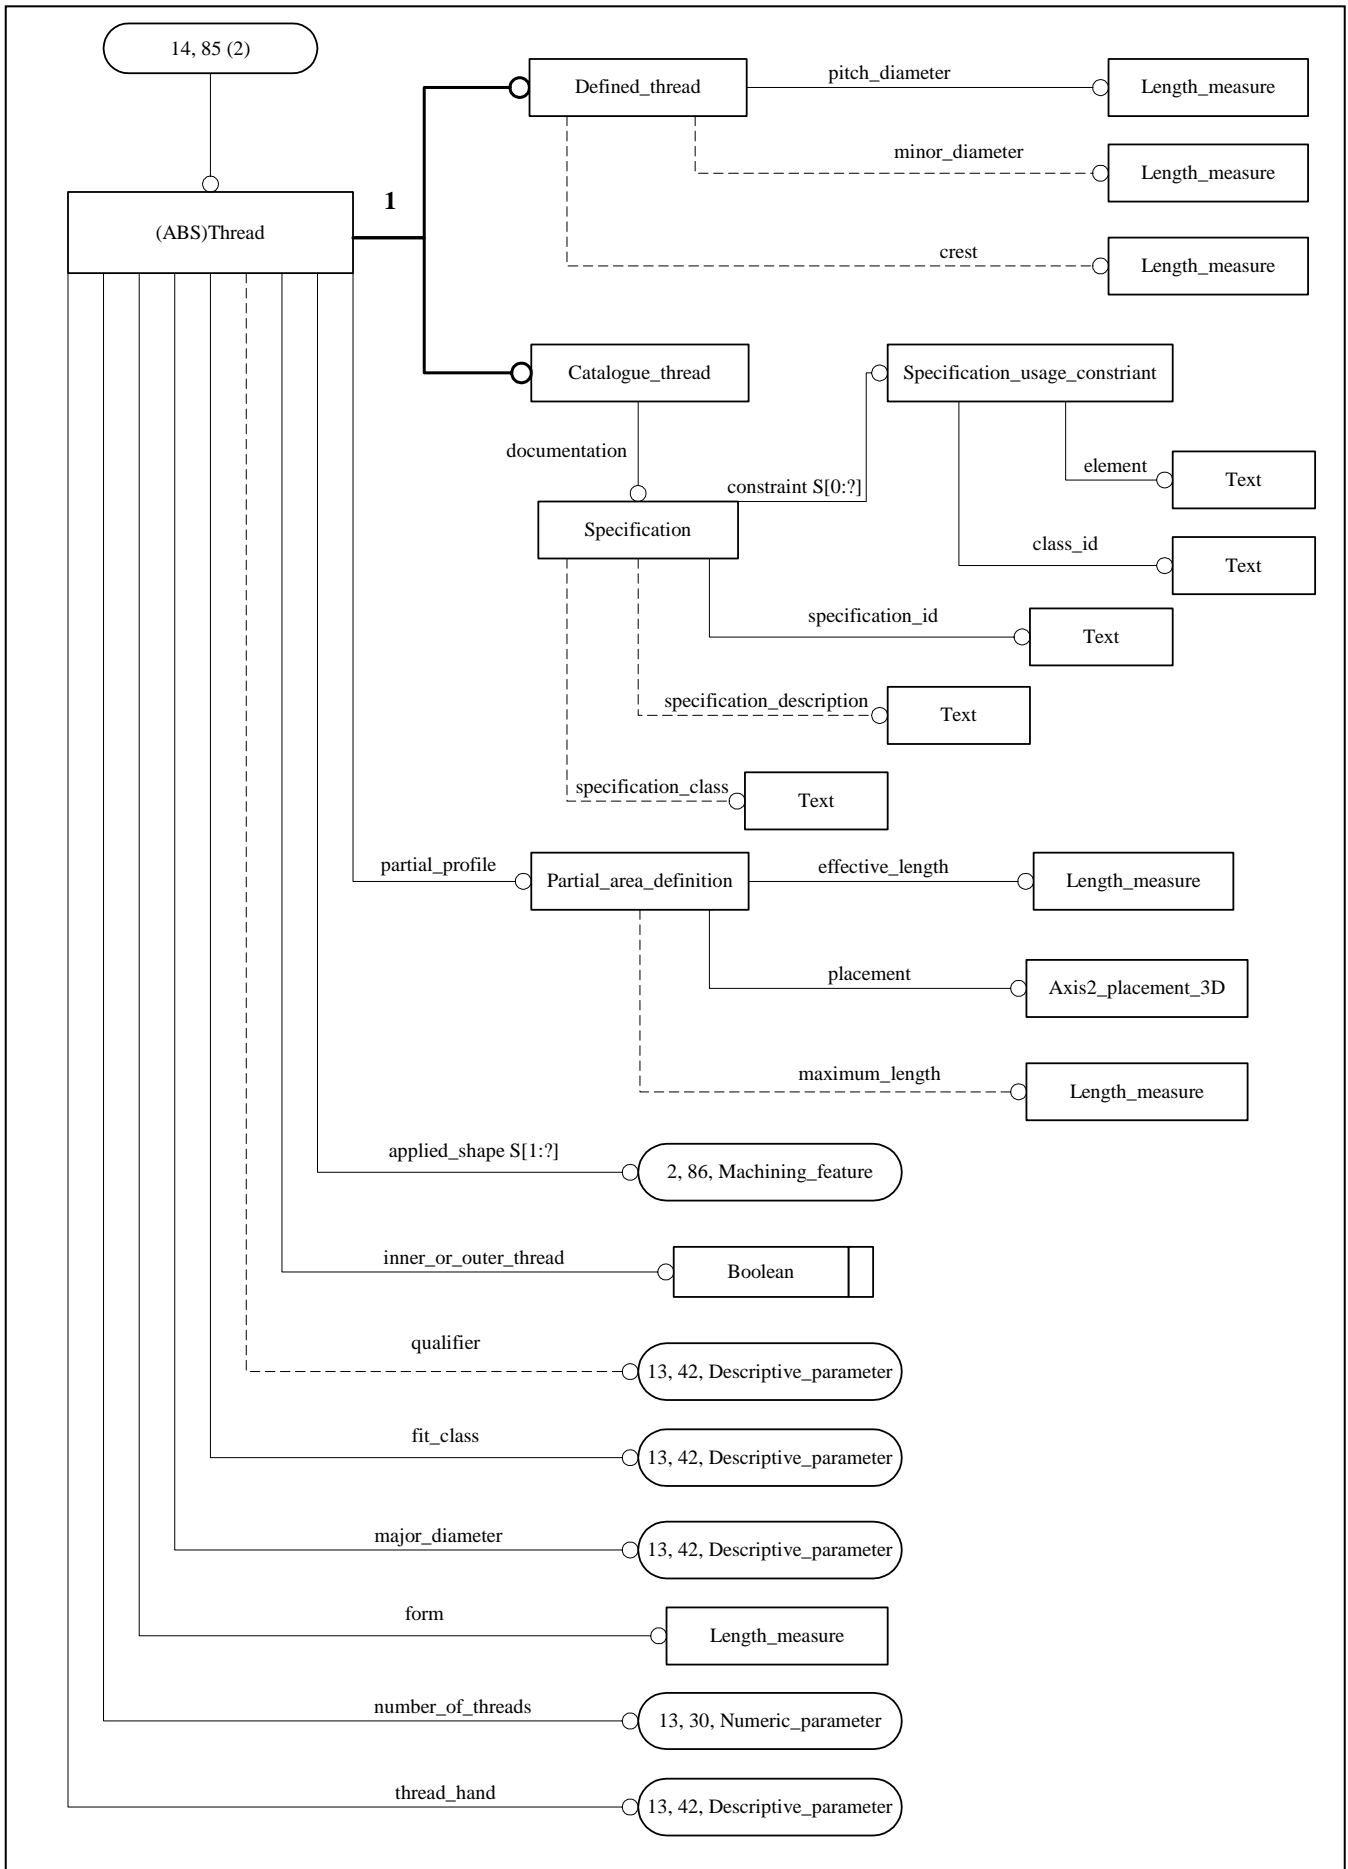 14, 85 (2)
Defined_thread
pitch_diameter
Length_measure
minor_diameter
Length_measure
1
(ABS)Thread
crest
Length_measure
Catalogue_thread
Specification_usage_constriant
documentation
element
Text
constraint S[0:?]
Specification
class_id
Text
specification_id
Text
specification_description
Text
specification_class
Text
partial_profile
Partial_area_definition
effective_length
Length_measure
placement
Axis2_placement_3D
maximum_length
Length_measure
applied_shape S[1:?]
2, 86, Machining_feature
inner_or_outer_thread
Boolean
qualifier
13, 42, Descriptive_parameter
fit_class
13, 42, Descriptive_parameter
major_diameter
13, 42, Descriptive_parameter
form
Length_measure
number_of_threads
13, 30, Numeric_parameter
thread_hand
13, 42, Descriptive_parameter